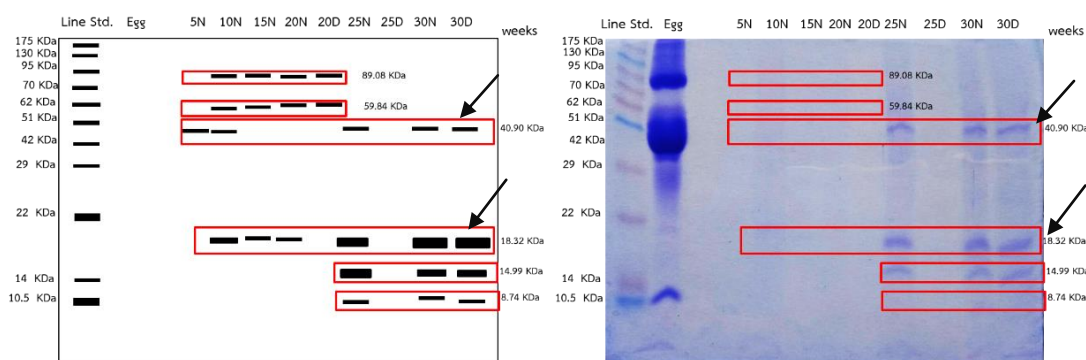 Line Std. Egg 5N 10N 15N 20N 20D 25N 25D 30N 30D weeks
175 KDa
130 KDa
95 KDa
89.08 KDa
70 KDa
62 KDa
59.84 KDa
51 KDa
40.90 KDa
42 KDa
29 KDa
22 KDa
18.32 KDa
14.99 KDa
14 KDa
10.5 KDa
8.74 KDa
Line Std. Egg 5N 10N 15N 20N 20D 25N 25D 30N 30D weeks
175 KDa
130 KDa
95 KDa
89.08 KDa
70 KDa
62 KDa
59.84 KDa
51 KDa
40.90 KDa
42 KDa
29 KDa
22 KDa
18.32 KDa
14.99 KDa
14 KDa
10.5 KDa
8.74 KDa